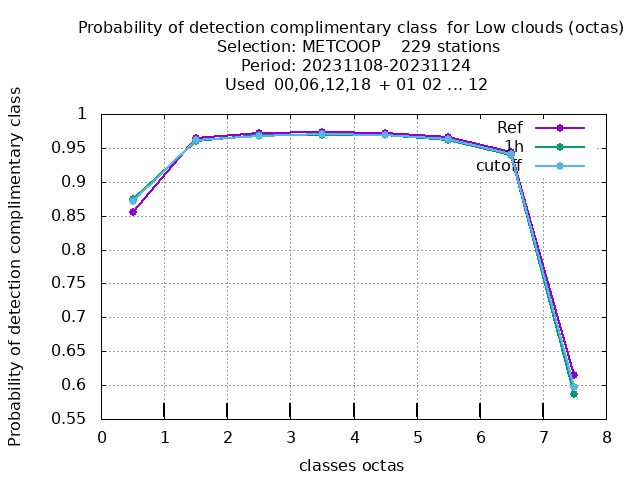 Probability of detection complimentary class  for Low clouds (octas)
Selection: METCOOP    229 stations
Period: 20231108-20231124
Used  00,06,12,18  + 01 02 ... 12
Probability of detection complimentary class
1
0.95
0.9
0.85
0.8
0.75
0.7
0.65
0.6
0.55
Ref
1h
cutoff
0 1 2 3 4 5 6 7 8
classes octas